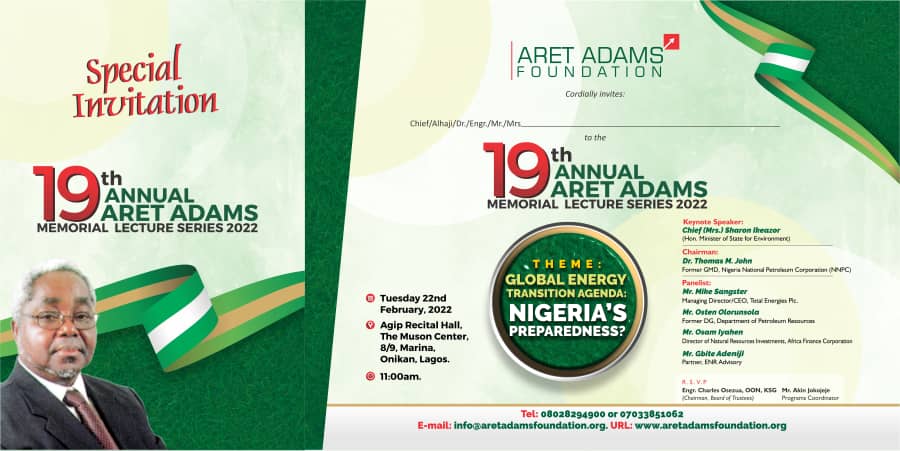 Special
Invitation
19th
ANNUAL
ARET ADAMS
MEMORIAL LECTURE SERIES 2022
ARET ADAMS
FOUNDATION
Cordially invites:
Chief/Alhaji/Dr./Engr./Mr./Mrs.
to the
19th
ANNUAL
ARET ADAMS
MEMORIAL LECTURE SERIES 2022
Tuesday 22nd
February, 2022
Agip Recital Hall,
The Muson Center,
8/9, Marina,
Onikan, Lagos.
11:00am.
THEME:
GLOBAL ENERGY
TRANSITION AGENDA:
NIGERIA'S
PREPAREDNESS?
Keynote Speaker:
Chief (Mrs.) Sharon Ikeazor
(Hon. Minister of State for Environment)
Chairman:
Dr. Thomas M. John
Former GMD, Nigeria National Petroleum Corporation (NNPC)
Panelist:
Mr. Mike Sangster
Managing Director/CEO, Total Energies Plc.
Mr. Osten Olorunsola
Former DG, Department of Petroleum Resources
Mr. Osam Iyahen
Director of Natural Resources Investments, Africa Finance Corporation
Mr. Gbite Adeniji
Partner, ENR Advisory
R. S. V. P
Engr. Charles Osezua, OON, KSG Mr. Akin Jokojeje
(Chairman, Board of Trustees) Programe Coordinator
Tel: 08028294900 or 07033851062
E-mail: info@aretadamsfoundation.org. URL: www.aretadamsfoundation.org